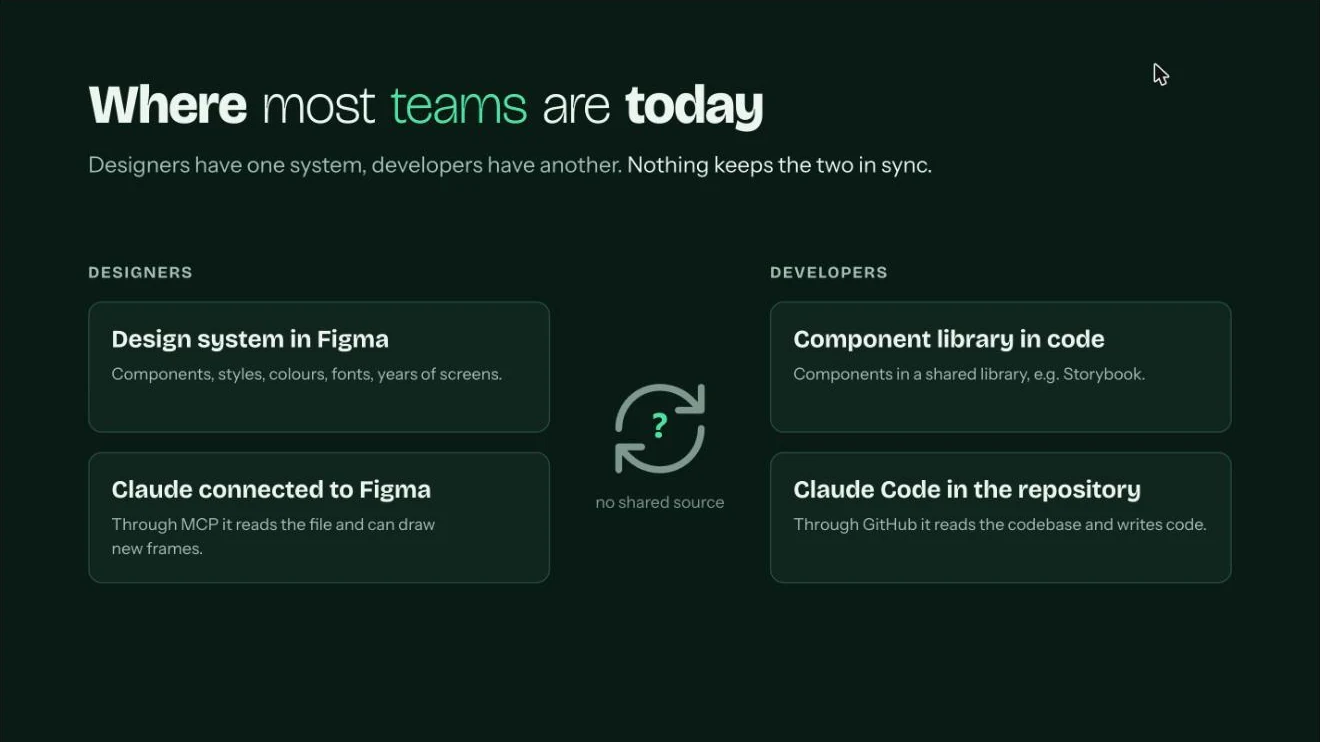 Where most teams are today
Designers have one system, developers have another. Nothing keeps the two in sync.
DESIGNERS
Design system in Figma
Components, styles, colours, fonts, years of screens.
Claude connected to Figma
Through MCP it reads the file and can draw
new frames.
?
no shared source
DEVELOPERS
Component library in code
Components in a shared library, e.g. Storybook.
Claude Code in the repository
Through GitHub it reads the codebase and writes code.